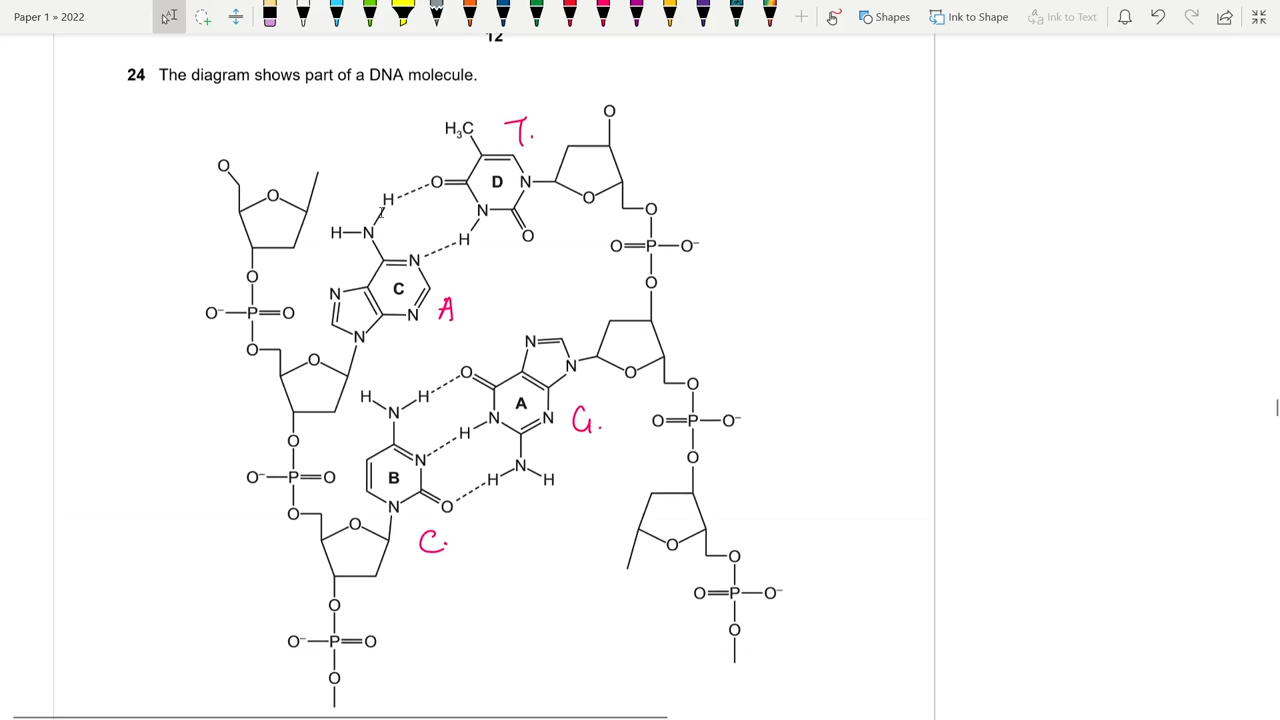 Paper 1 » 2022
Shapes
Ink to Shape
Ink to Text
12
24 The diagram shows part of a DNA molecule.
O
H₃C T.
O
O
H O D N O
N O
H N H O O P O⁻
O N O
C
N A
O⁻ P O N
N
N
O O N O
H H O O
N A N O P O⁻
O H N G.
N O
O⁻ P O B H H N H
O N O
O C.
O
O
O P O⁻
O
O⁻ P O O
O